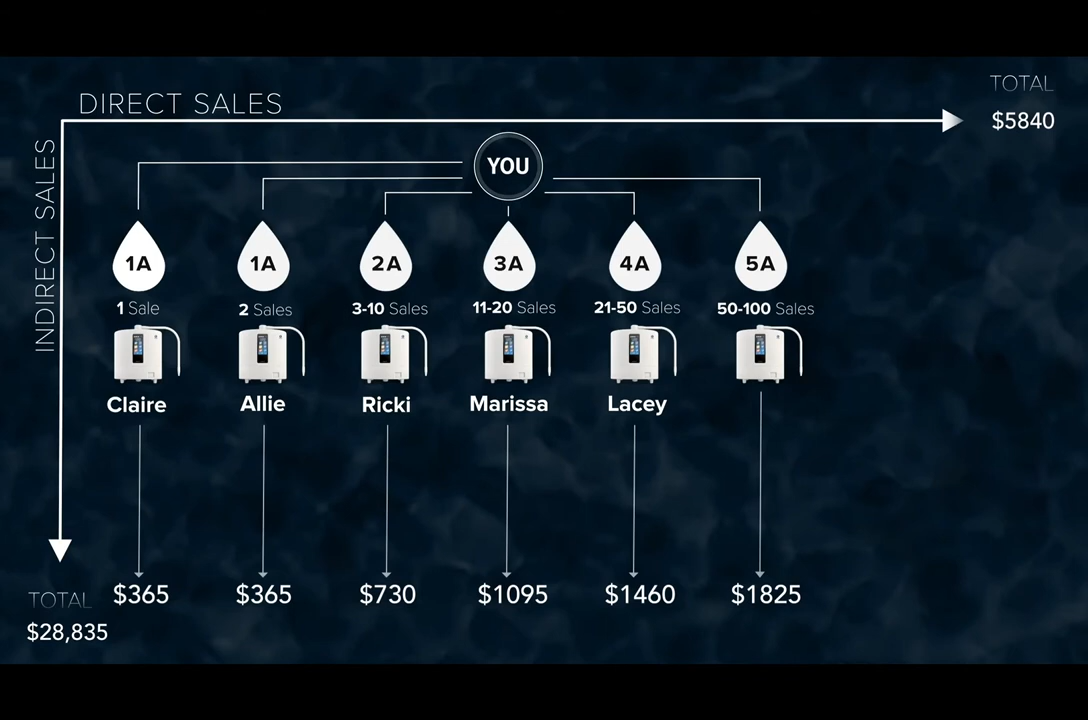 DIRECT SALES
TOTAL
$5840
INDIRECT SALES
YOU
1A
1A
2A
3A
4A
5A
1 Sale
2 Sales
3-10 Sales
11-20 Sales
21-50 Sales
50-100 Sales
Claire
Allie
Ricki
Marissa
Lacey
$365
$365
$730
$1095
$1460
$1825
TOTAL
$28,835